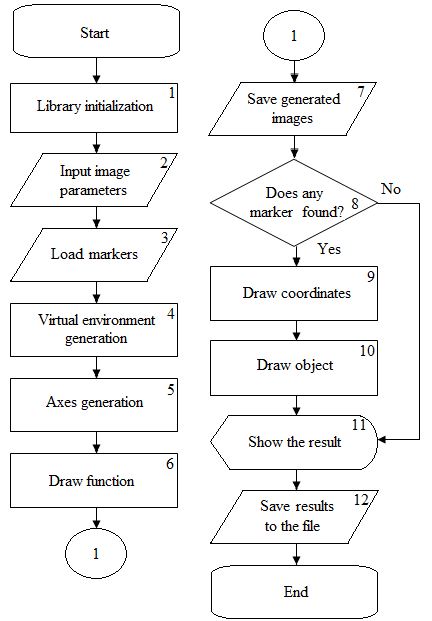 Start
1
Library initialization
2
Input image
parameters
3
Load markers
4
Virtual environment
generation
5
Axes generation
6
Draw function
1
1
7
Save generated
images
Does any
marker found? 8
No
Yes
9
Draw coordinates
10
Draw object
11
Show the result
12
Save results
to the file
End